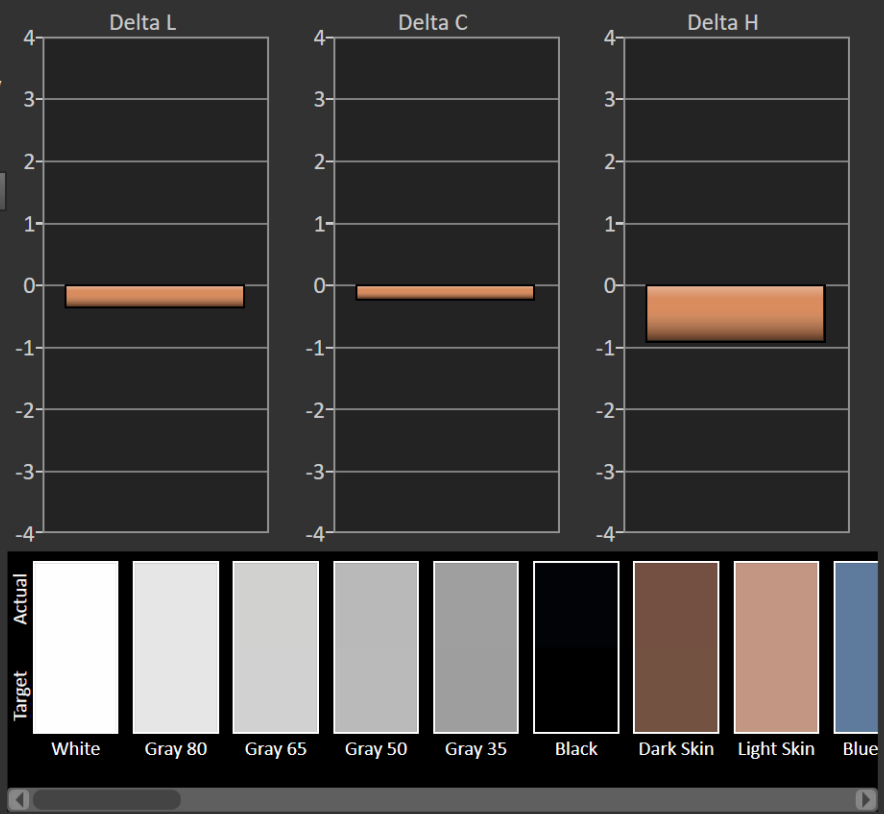 Delta L Delta C Delta H
4 4 4
3 3 3
2 2 2
1 1 1
0 0 0
-1 -1 -1
-2 -2 -2
-3 -3 -3
-4 -4 -4
Actual
Target
White Gray 80 Gray 65 Gray 50 Gray 35 Black Dark Skin Light Skin Blue